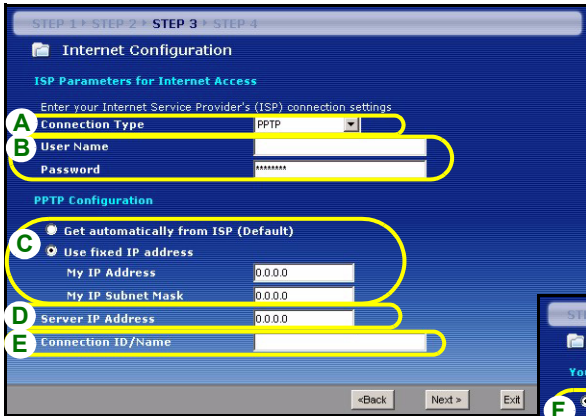 STEP 1 STEP 2 STEP 3 STEP 4
Internet Configuration
ISP Parameters for Internet Access
Enter your Internet Service Provider's (ISP) connection settings
A Connection Type PPTP
B User Name
Password ********
PPTP Configuration
C Get automatically from ISP (Default)
Use fixed IP address
My IP Address 0.0.0.0
My IP Subnet Mask 0.0.0.0
D Server IP Address 0.0.0.0
E Connection ID/Name
<Back Next > Exit
STE
You
F